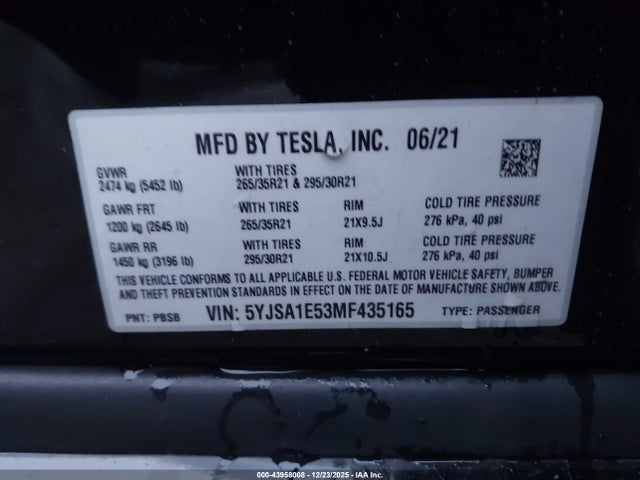 MFD BY TESLA, INC. 06/21
GVWR WITH TIRES
2474 kg (5452 lb) 265/35R21 & 295/30R21
GAWR FRT WITH TIRES RIM COLD TIRE PRESSURE
1200 kg (2645 lb) 265/35R21 21X9.5J 276 kPa, 40 psi
GAWR RR WITH TIRES RIM COLD TIRE PRESSURE
1450 kg (3196 lb) 295/30R21 21X10.5J 276 kPa, 40 psi
THIS VEHICLE CONFORMS TO ALL APPLICABLE U.S. FEDERAL MOTOR VEHICLE SAFETY, BUMPER
AND THEFT PREVENTION STANDARDS IN EFFECT ON THE DATE OF MANUFACTURE SHOWN ABOVE.
PNT: PBSB VIN: 5YJSA1E53MF435165 TYPE: PASSENGER
000-43958008 - 12/23/2025 - IAA Inc.